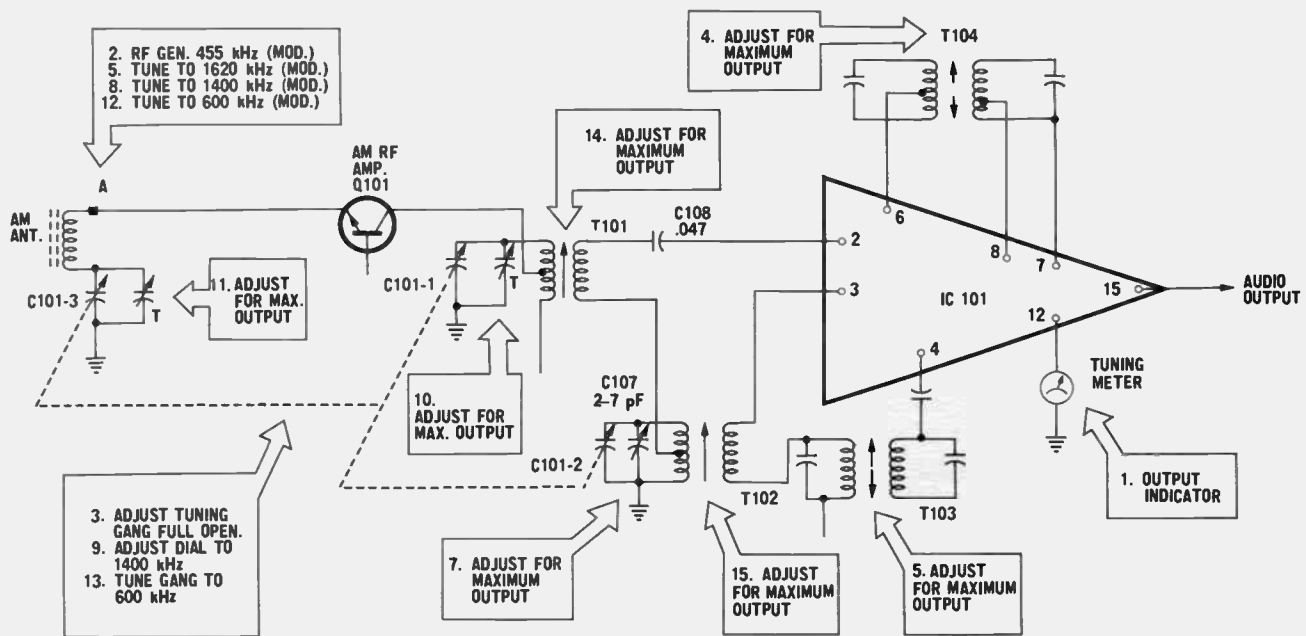 2. RF GEN. 455 kHz (MOD.)
5. TUNE TO 1620 kHz (MOD.)
8. TUNE TO 1400 kHz (MOD.)
12. TUNE TO 600 kHz (MOD.)
4. ADJUST FOR
MAXIMUM
OUTPUT
T104
14. ADJUST FOR
MAXIMUM
OUTPUT
A
AM RF
AMP.
Q101
AM
ANT.
T101
C108
.047
2
6
8
7
3
IC 101
15
AUDIO
OUTPUT
C101-3
T
11. ADJUST
FOR MAX.
OUTPUT
C101-1
T
12
4
TUNING
METER
10.
ADJUST FOR
MAX. OUTPUT
C107
2–7 pF
C101-2
T102
T103
1. OUTPUT
INDICATOR
3. ADJUST TUNING
GANG FULL OPEN.
9. ADJUST DIAL TO
1400 kHz
13. TUNE GANG TO
600 kHz
7. ADJUST FOR
MAXIMUM
OUTPUT
15. ADJUST
FOR MAXIMUM
OUTPUT
5. ADJUST
FOR MAXIMUM
OUTPUT